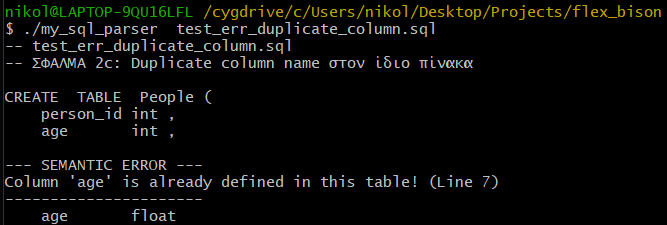 nikol@LAPTOP-9QU16LFL /cygdrive/c/Users/nikol/Desktop/Projects/flex_bison
$ ./my_sql_parser  test_err_duplicate_column.sql
-- test_err_duplicate_column.sql
-- ΣΦΑΛΜΑ 2c: Duplicate column name στον ίδιο πίνακα

CREATE  TABLE  People (
    person_id int ,
    age       int ,

--- SEMANTIC ERROR ---
Column 'age' is already defined in this table! (Line 7)
----------------------
    age       float